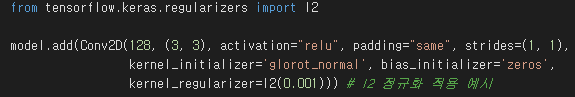 from tensorflow.keras.regularizers import l2
model.add(Conv2D(128, (3, 3), activation="relu", padding="same", strides=(1, 1),
kernel_initializer='glorot_normal', bias_initializer='zeros',
kernel_regularizer=l2(0.001))) # l2 정규화 적용 예시